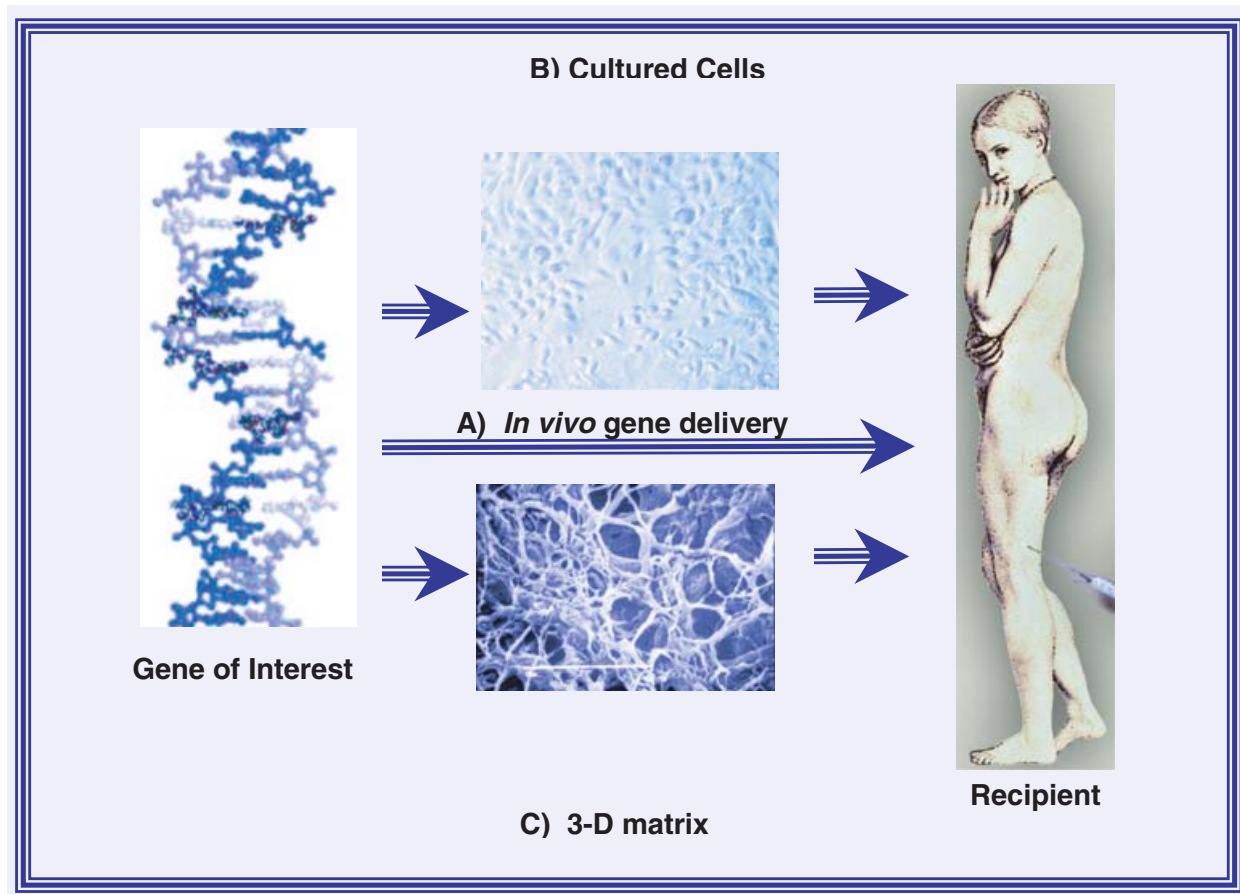 B) Cultured Cells
A) In vivo gene delivery
Gene of Interest
Recipient
C) 3-D matrix